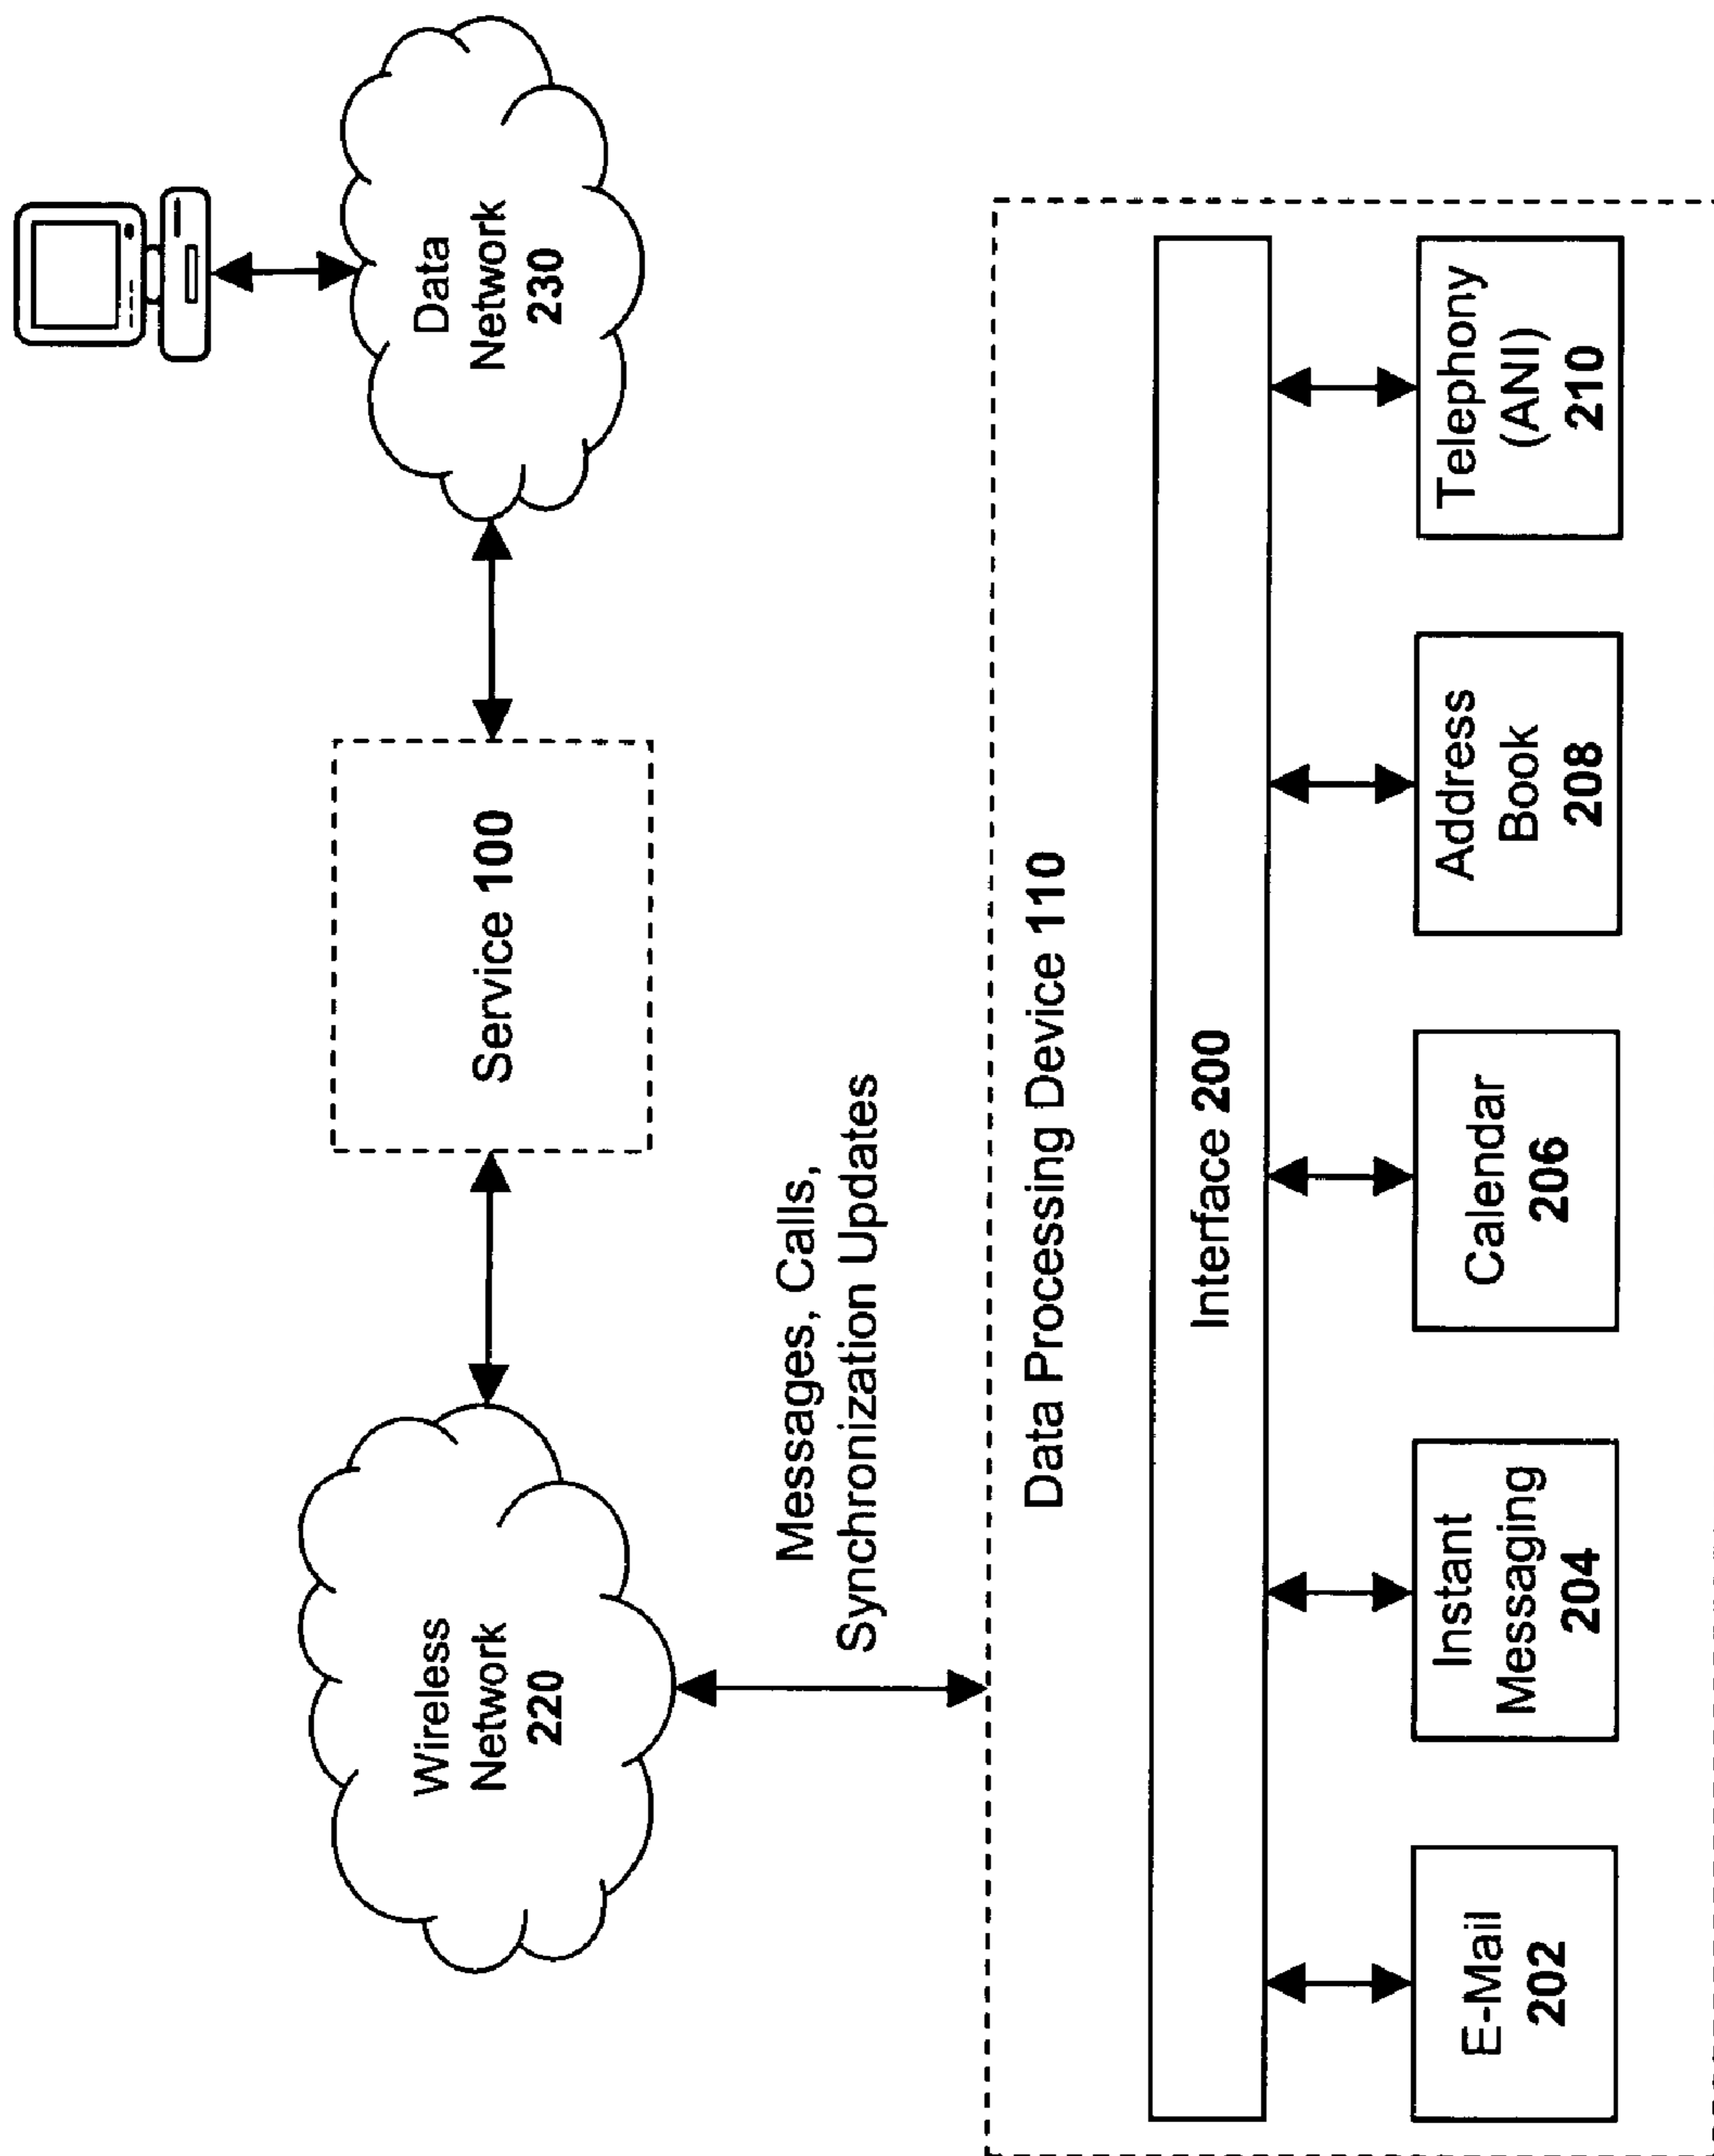 Wireless
Network
220
Service 100
Data
Network
230
Messages, Calls,
Synchronization Updates
Data Processing Device 110
Interface 200
E-Mail
202
Instant
Messaging
204
Calendar
206
Address
Book
208
Telephony
(ANI)
210